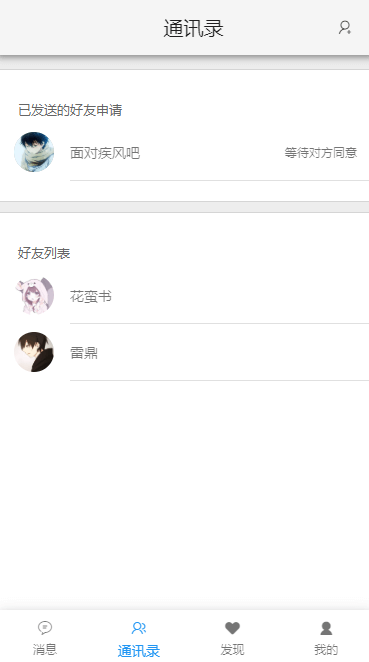 通讯录
已发送的好友申请
面对疾风吧 等待对方同意
好友列表
花蛮书
雷鼎
消息 通讯录 发现 我的